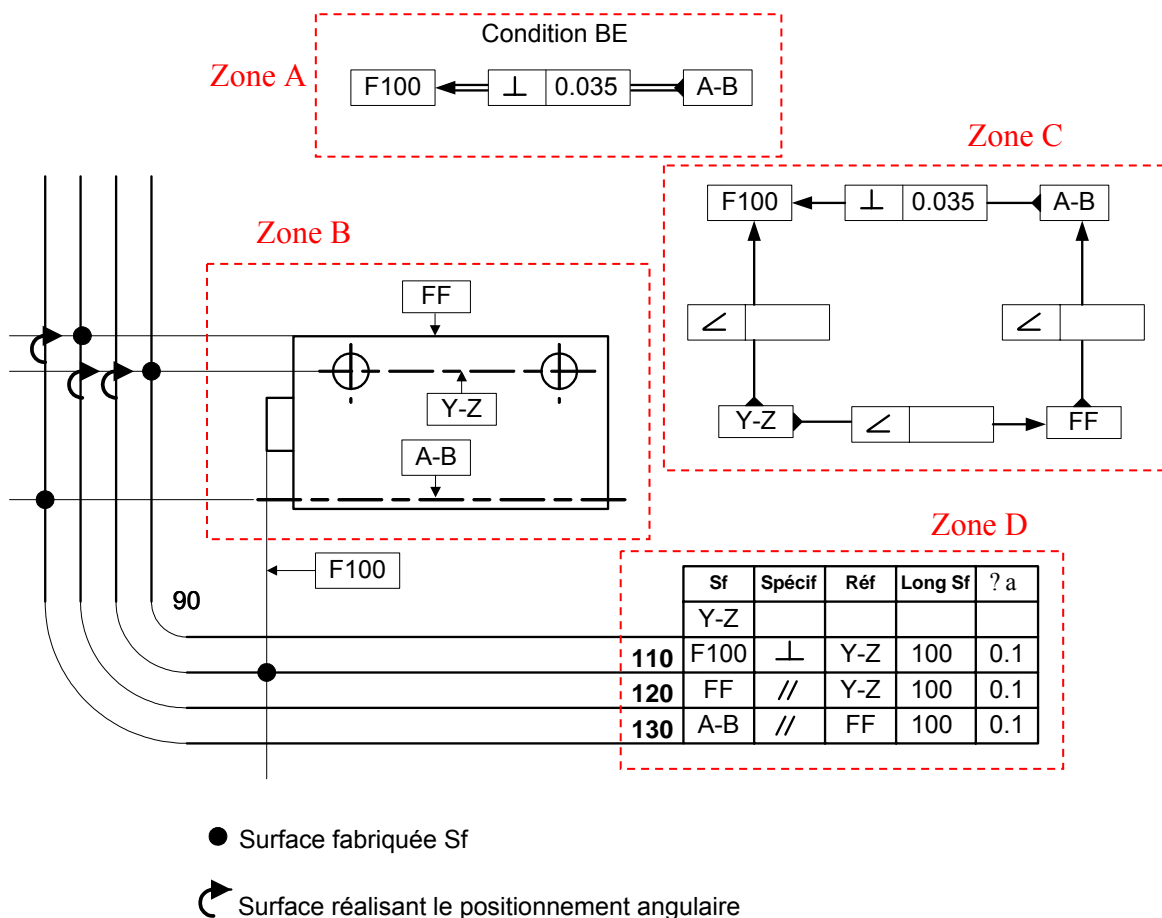 Condition BE
Zone A
F100 ⊥ 0.035 A-B
Zone C
F100 ⊥ 0.035 A-B
∠ ∠
Y-Z ∠ FF
Zone B
FF
Y-Z
A-B
F100
90
Zone D
Sf Spécif Réf Long Sf ? a
Y-Z
110 F100 ⊥ Y-Z 100 0.1
120 FF // Y-Z 100 0.1
130 A-B // FF 100 0.1
Surface fabriquée Sf
Surface réalisant le positionnement angulaire